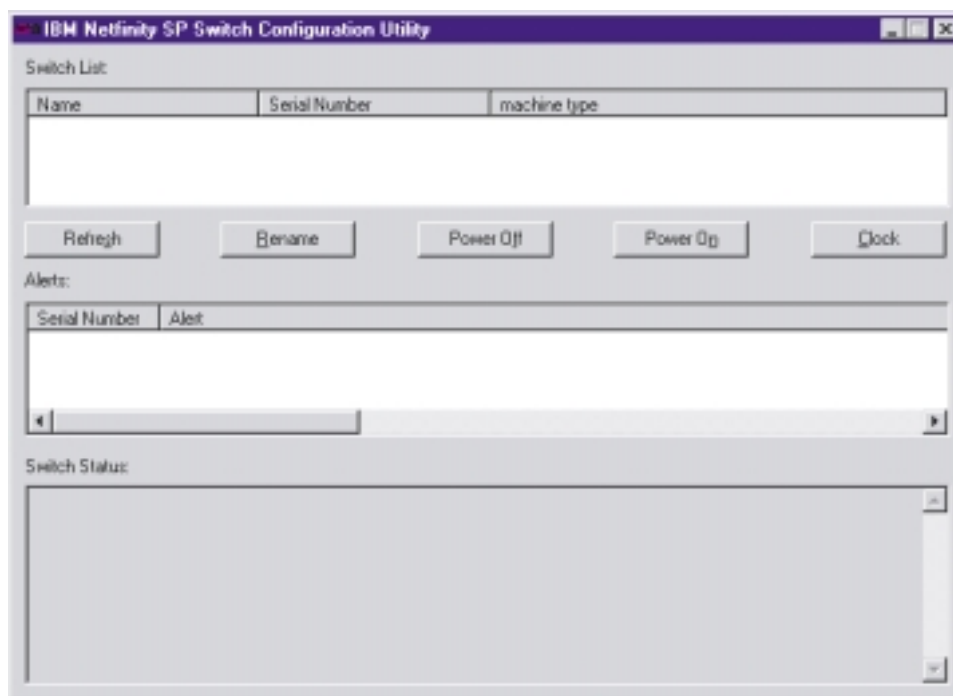 IBM Netfinity SP Switch Configuration Utility
Switch List:
Name Serial Number machine type
Refresh Rename Power Off Power On Clock
Alerts:
Serial Number Alert
Switch Status: